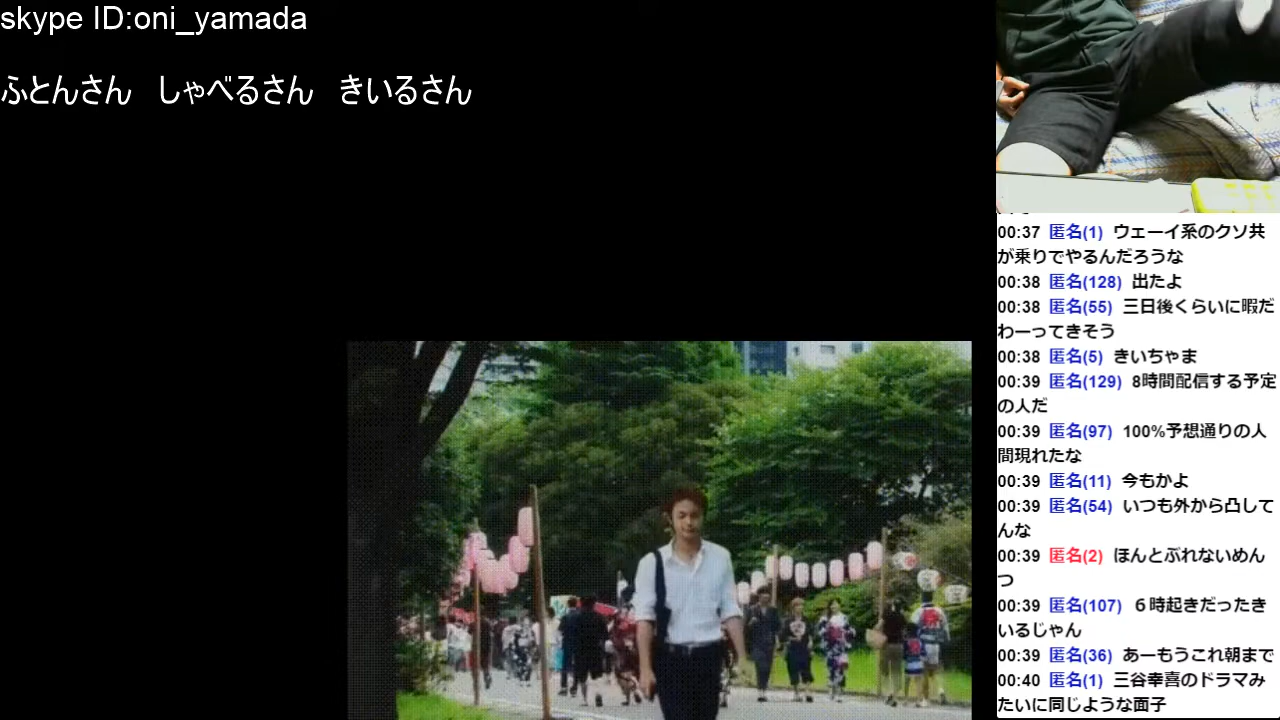 skype ID:oni_yamada
ふとんさん　しゃべるさん　きいるさん
00:37 匿名(1) ウェーイ系のクソ共
が乗りでやるんだろうな
00:38 匿名(128) 出たよ
00:38 匿名(55) 三日後くらいに暇だ
わーってきそう
00:38 匿名(5) きいちゃま
00:39 匿名(129) 8時間配信する予定
の人だ
00:39 匿名(97) 100%予想通りの人
間現れたな
00:39 匿名(11) 今もかよ
00:39 匿名(54) いつも外から凸して
んな
00:39 匿名(2) ほんとぶれないめん
つ
00:39 匿名(107) ６時起きだったき
いるじゃん
00:39 匿名(36) あーもうこれ朝まで
00:40 匿名(1) 三谷幸喜のドラマみ
たいに同じような面子